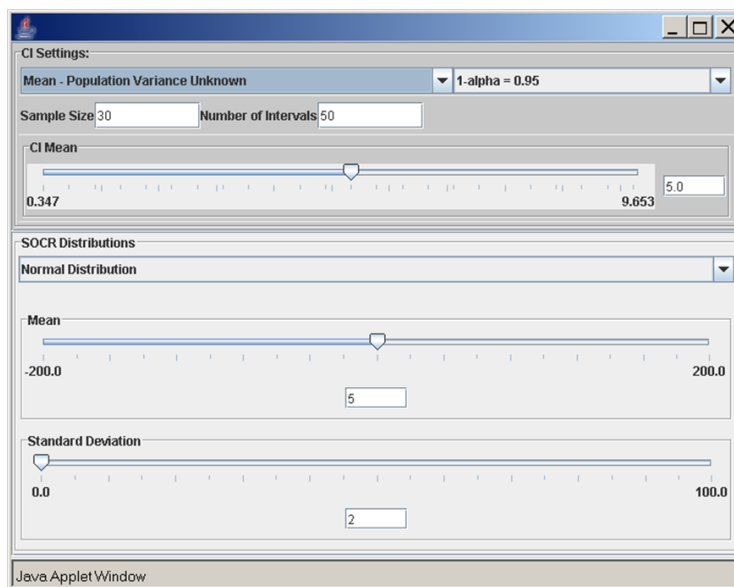 CI Settings:
Mean - Population Variance Unknown 1-alpha = 0.95
Sample Size 30 Number of Intervals 50
CI Mean
5.0
0.347 9.653
SOCR Distributions
Normal Distribution
Mean
-200.0 200.0
5
Standard Deviation
0.0 100.0
2
Java Applet Window